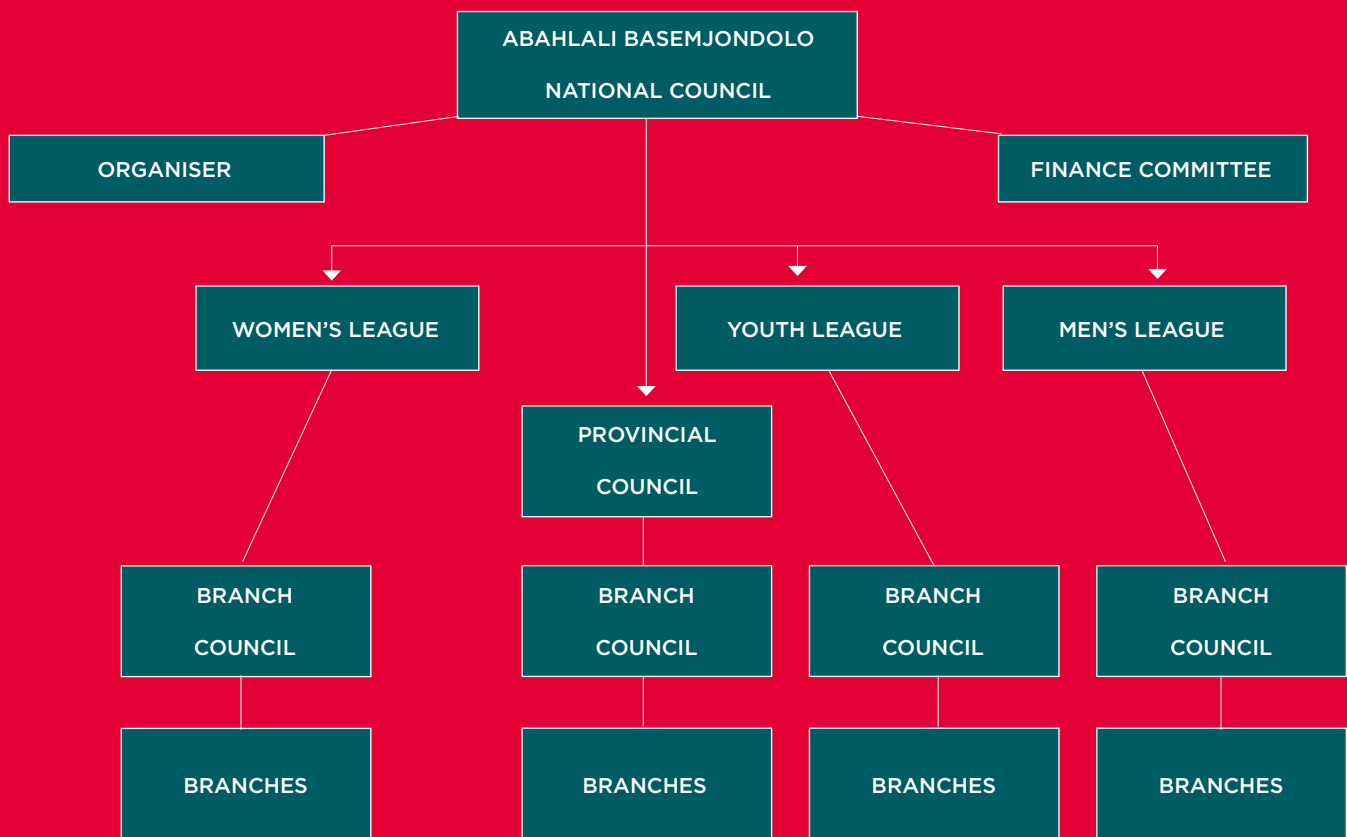 ABAHLALI BASEMJONDOLO
NATIONAL COUNCIL
ORGANISER
FINANCE COMMITTEE
WOMEN’S LEAGUE
YOUTH LEAGUE
MEN’S LEAGUE
PROVINCIAL
COUNCIL
BRANCH
COUNCIL
BRANCH
COUNCIL
BRANCH
COUNCIL
BRANCH
COUNCIL
BRANCHES
BRANCHES
BRANCHES
BRANCHES